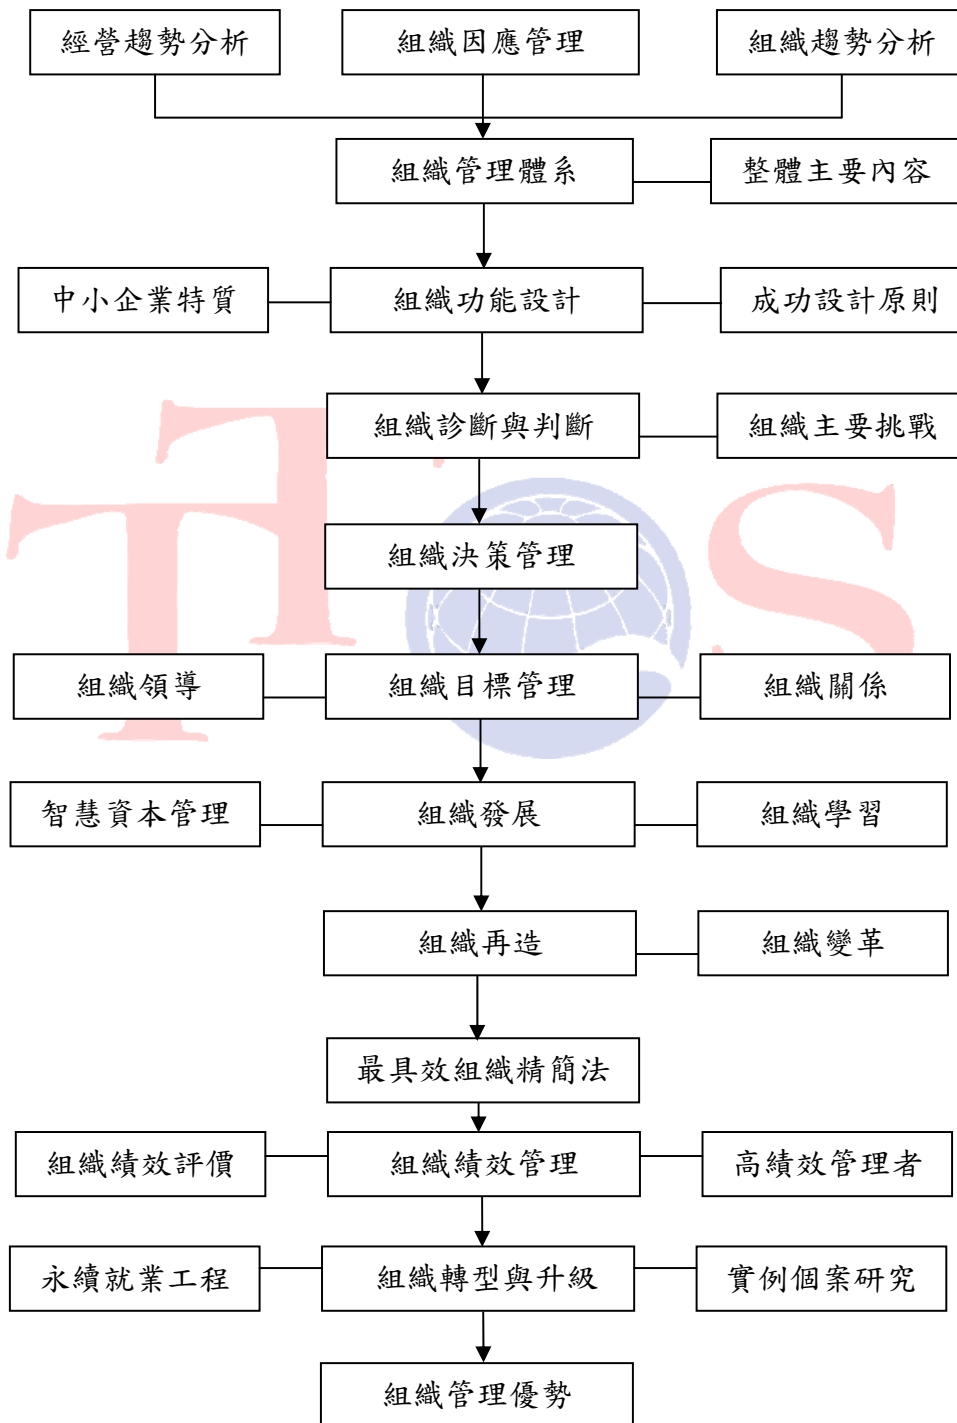 經營趨勢分析
組織因應管理
組織趨勢分析
組織管理體系
整體主要內容
中小企業特質
組織功能設計
成功設計原則
組織診斷與判斷
組織主要挑戰
組織決策管理
組織領導
組織目標管理
組織關係
智慧資本管理
組織發展
組織學習
組織再造
組織變革
最具效組織精簡法
組織績效評價
組織績效管理
高績效管理者
永續就業工程
組織轉型與升級
實例個案研究
組織管理優勢